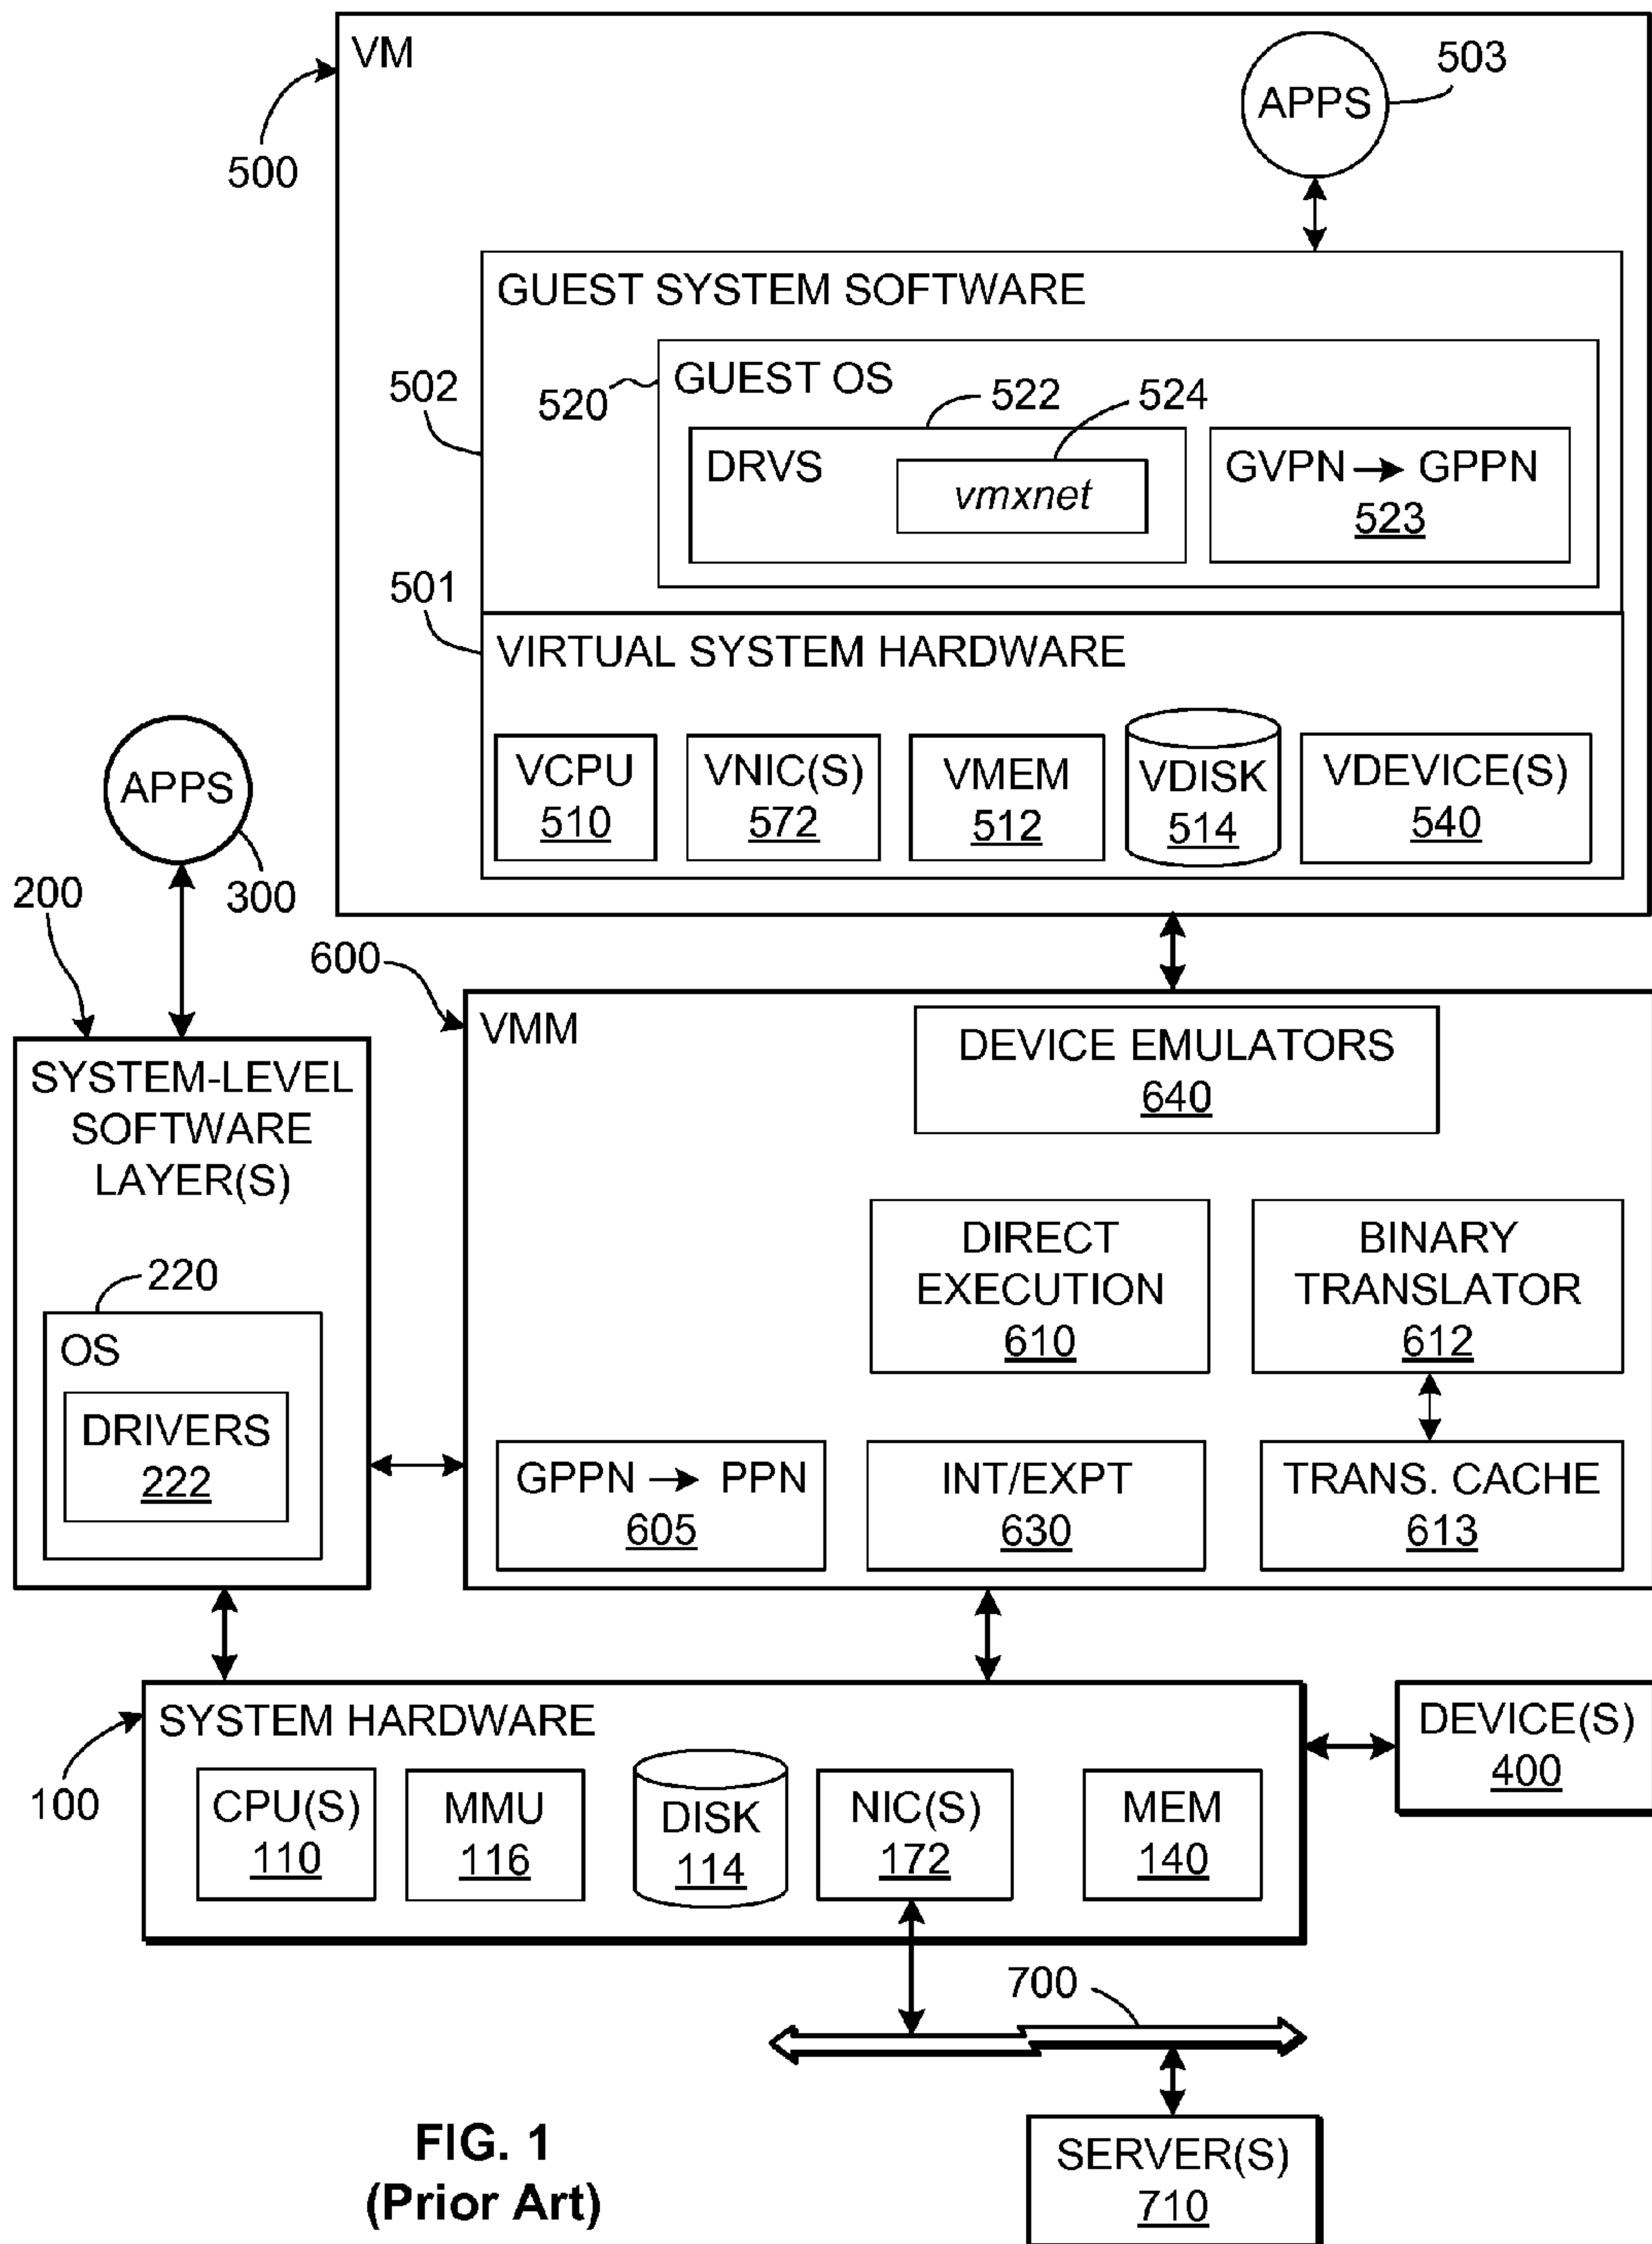 VM
500
APPS
503
GUEST SYSTEM SOFTWARE
502
520
GUEST OS
522
524
DRVS
vmxnet
GVPN → GPPN
523
501
VIRTUAL SYSTEM HARDWARE
VCPU
510
VNIC(S)
572
VMEM
512
VDISK
514
VDEVICE(S)
540
APPS
300
200
600
SYSTEM-LEVEL
SOFTWARE
LAYER(S)
220
OS
DRIVERS
222
VMM
DEVICE EMULATORS
640
DIRECT
EXECUTION
610
BINARY
TRANSLATOR
612
GPPN → PPN
605
INT/EXPT
630
TRANS. CACHE
613
100
SYSTEM HARDWARE
CPU(S)
110
MMU
116
DISK
114
NIC(S)
172
MEM
140
DEVICE(S)
400
700
SERVER(S)
710
FIG. 1
(Prior Art)